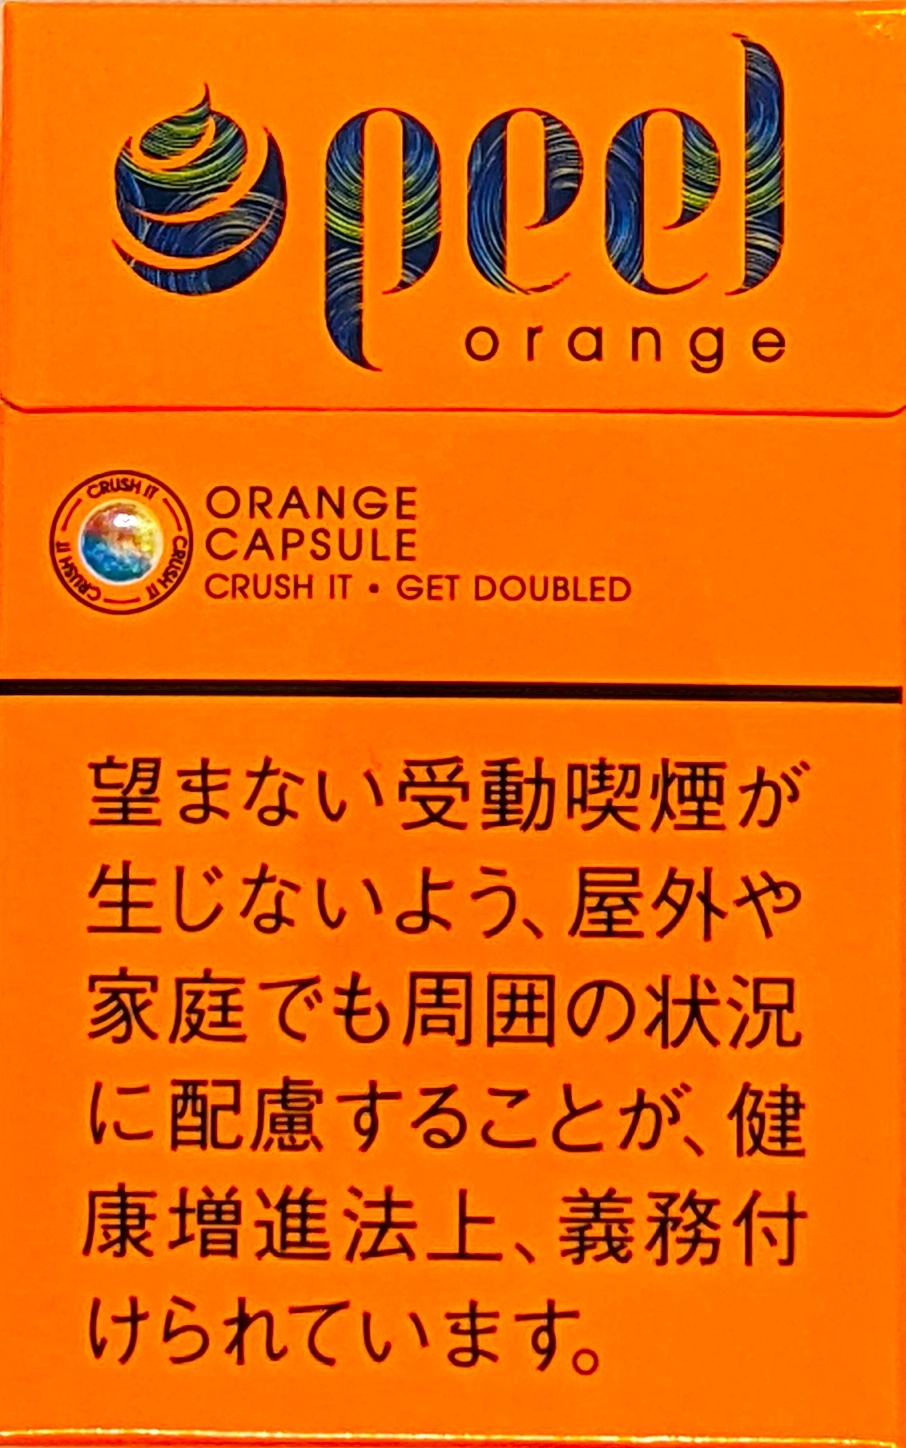 peel
orange
CRUSH IT CRUSH IT CRUSH IT
ORANGE
CAPSULE
CRUSH IT • GET DOUBLED
望まない受動喫煙が
生じないよう、屋外や
家庭でも周囲の状況
に配慮することが、健
康増進法上、義務付
けられています。